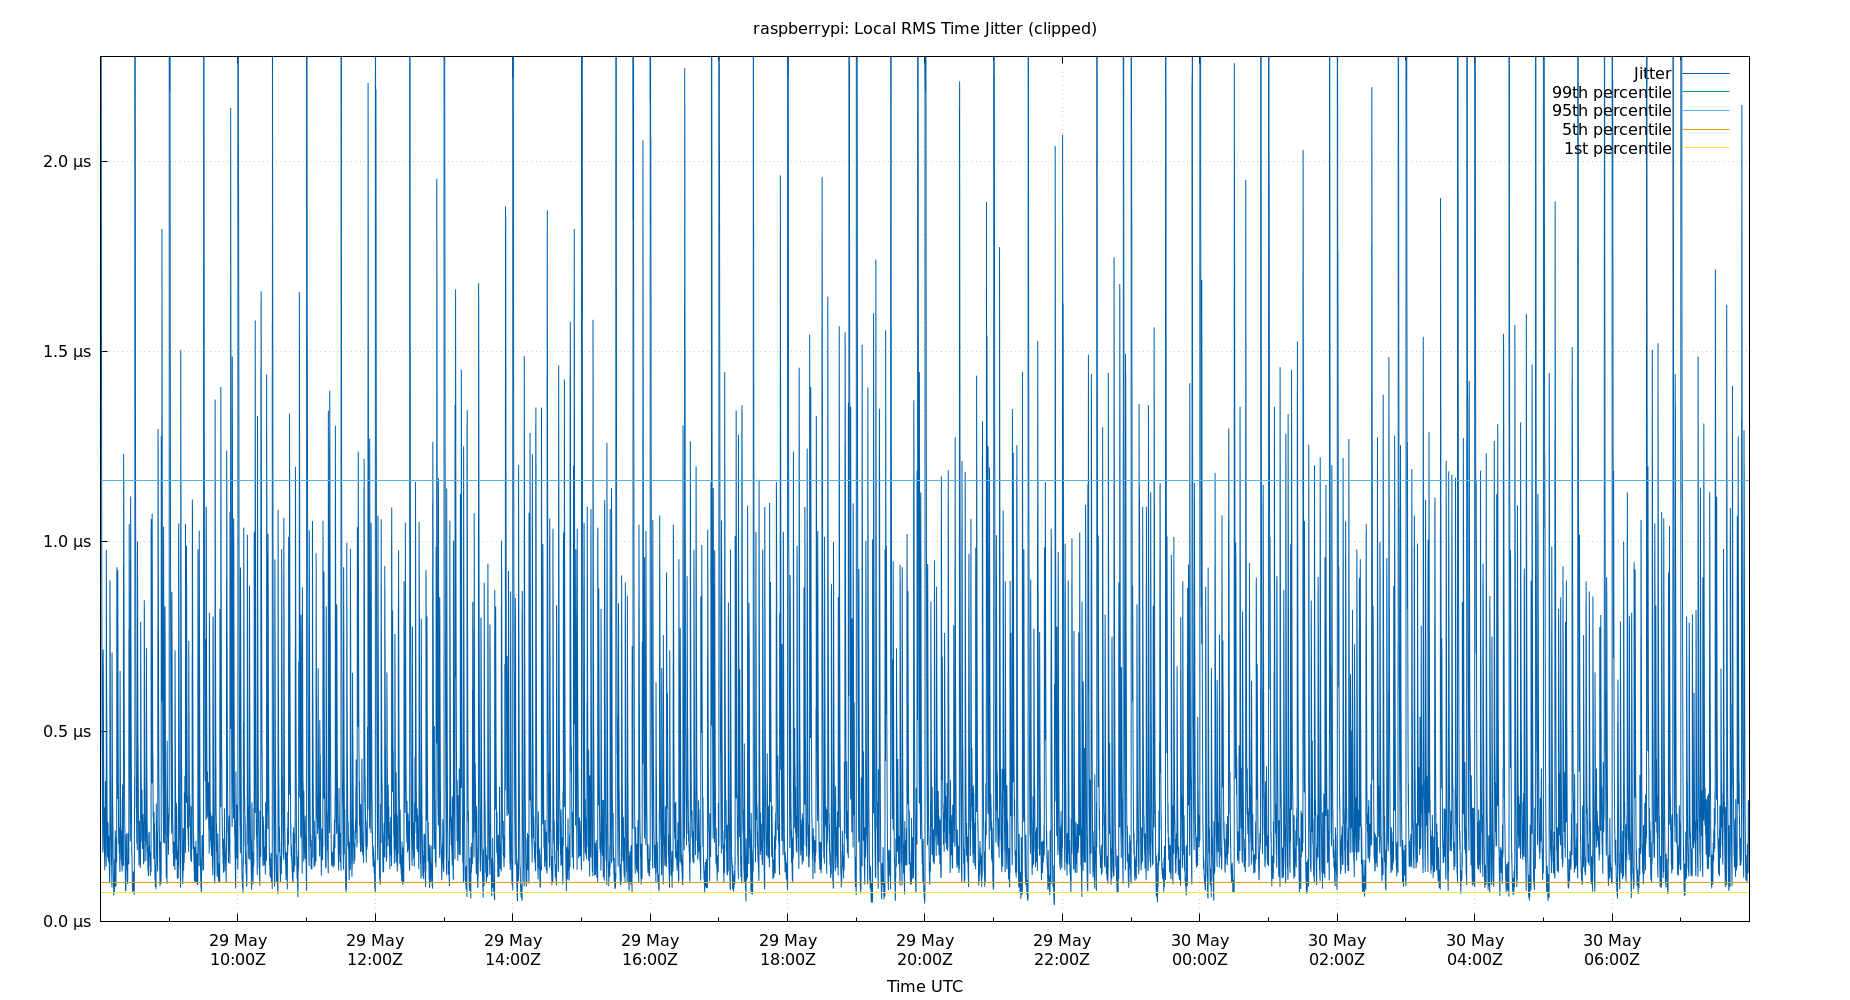 raspberrypi: Local RMS Time Jitter (clipped)
Jitter
99th percentile
95th percentile
5th percentile
1st percentile
2.0 μs
1.5 μs
1.0 μs
0.5 μs
0.0 μs
29 May 29 May 29 May 29 May 29 May 29 May 29 May 30 May 30 May 30 May 30 May
10:00Z 12:00Z 14:00Z 16:00Z 18:00Z 20:00Z 22:00Z 00:00Z 02:00Z 04:00Z 06:00Z
Time UTC